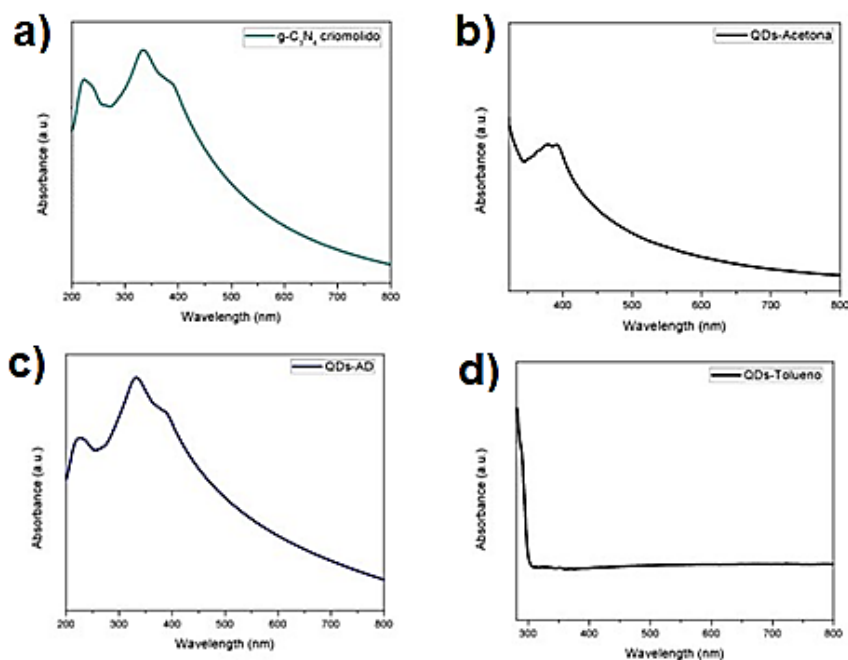 a)
g-C₃N₄ criomolido
Absorbance (a.u.)
200 300 400 500 600 700 800
Wavelength (nm)
b)
QDs-Acetona
Absorbance (a.u.)
400 500 600 700 800
Wavelength (nm)
c)
QDs-AD
Absorbance (a.u.)
200 300 400 500 600 700 800
Wavelength (nm)
d)
QDs-Tolueno
Absorbance (a.u.)
300 400 500 600 700 800
Wavelength (nm)